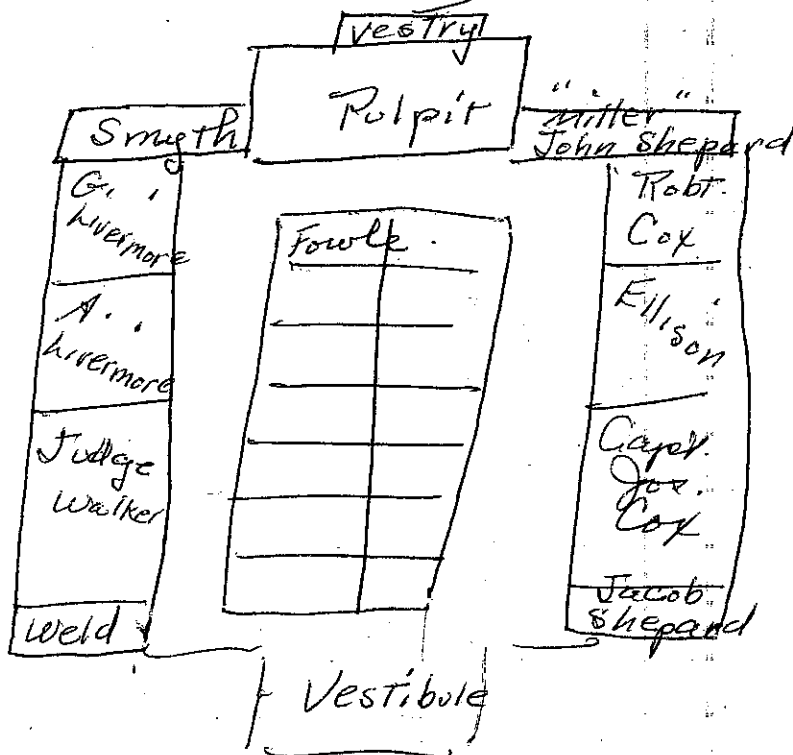 Vestry
Pulpit
Smyth
"Miller"
John Shepard
G.
Livermore
A.
Livermore
Judge
Walker
Weld
Fowle.
Robt.
Cox
Ellison
Capt.
Jos.
Cox
Jacob
Shepard
Vestibule